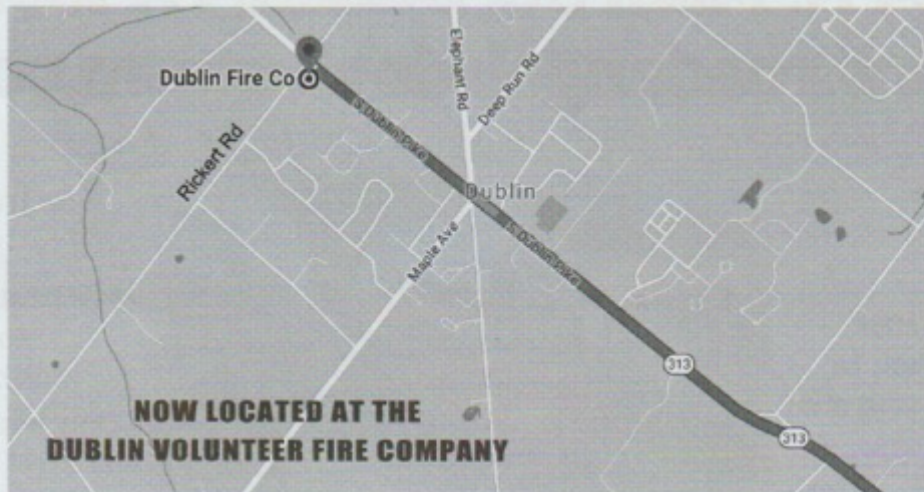 Elephant Rd
Deep Run Rd
Dublin Fire Co
S Dublin Pike
Rickert Rd
Dublin
S Dublin Pike
Maple Ave
313
313
NOW LOCATED AT THE
DUBLIN VOLUNTEER FIRE COMPANY